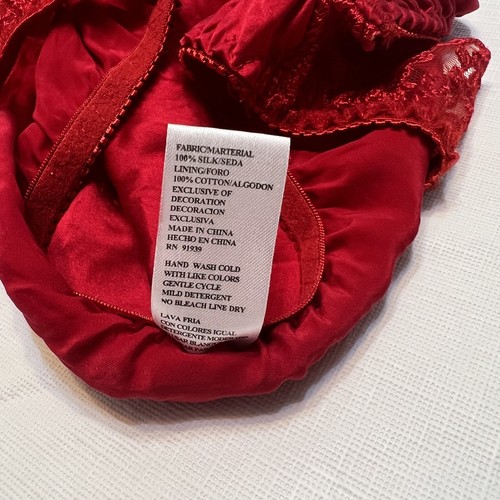 FABRIC/MARTERIAL
100% SILK/SEDA
LINING/FORO
100% COTTON/ALGODON
EXCLUSIVE OF
DECORATION
DECORACION
EXCLUSIVA
MADE IN CHINA
HECHO EN CHINA
RN 91939
HAND WASH COLD
WITH LIKE COLORS
GENTLE CYCLE
MILD DETERGENT
NO BLEACH LINE DRY
LAVA FRIA
CON COLORES IGUAL
DETERGENTE